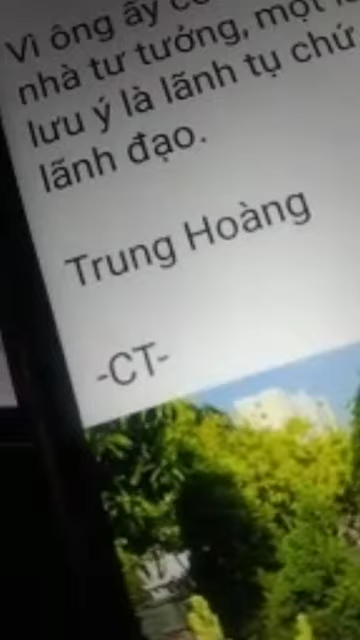 Vì ông ấy
nhà tư tưởng, một
lưu ý là lãnh tụ chứ
lãnh đạo.
Trung Hoàng
-CT-